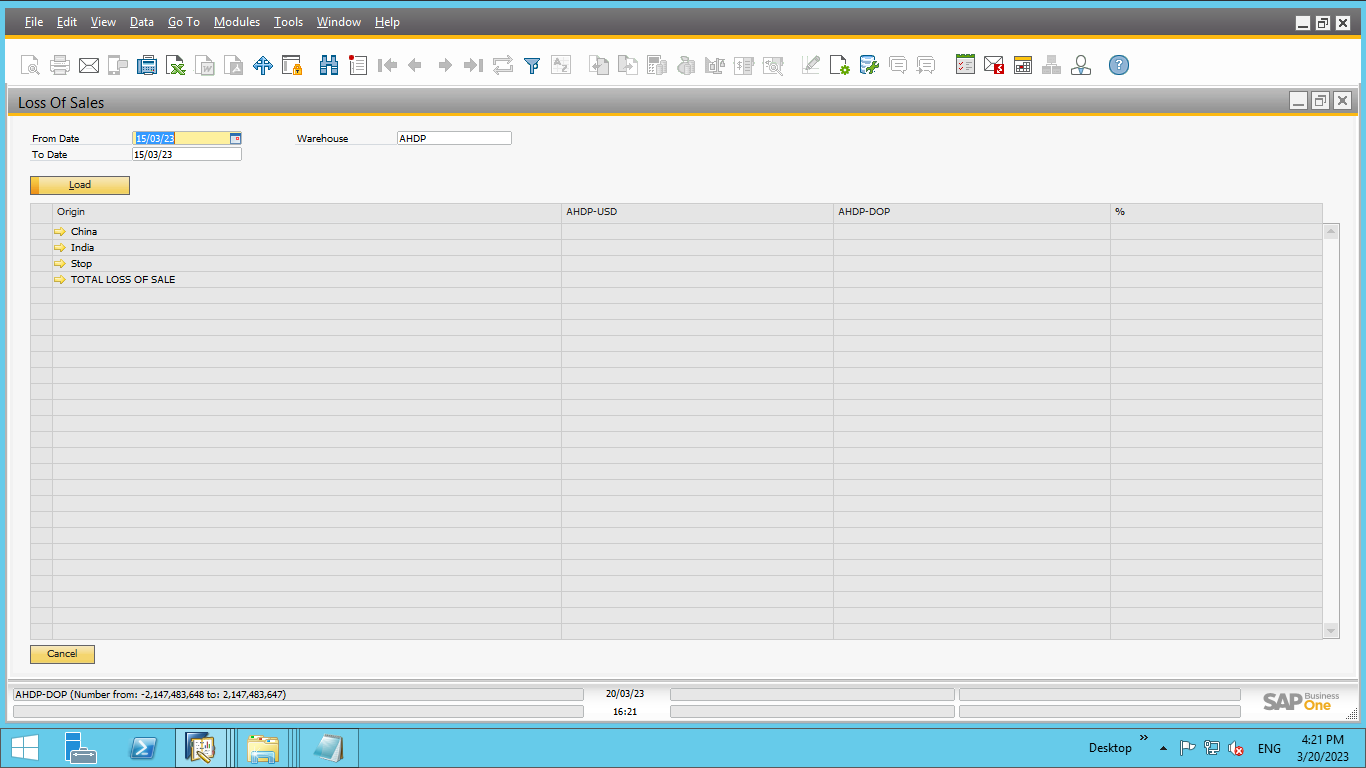 File Edit View Data Go To Modules Tools Window Help
Loss Of Sales
From Date 15/03/23 Warehouse AHDP
To Date 15/03/23
Load
Origin AHDP-USD AHDP-DOP %
China
India
Stop
TOTAL LOSS OF SALE
Cancel
AHDP-DOP (Number from: -2,147,483,648 to: 2,147,483,647) 20/03/23
16:21
SAP Business One
Desktop » ENG 4:21 PM
3/20/2023